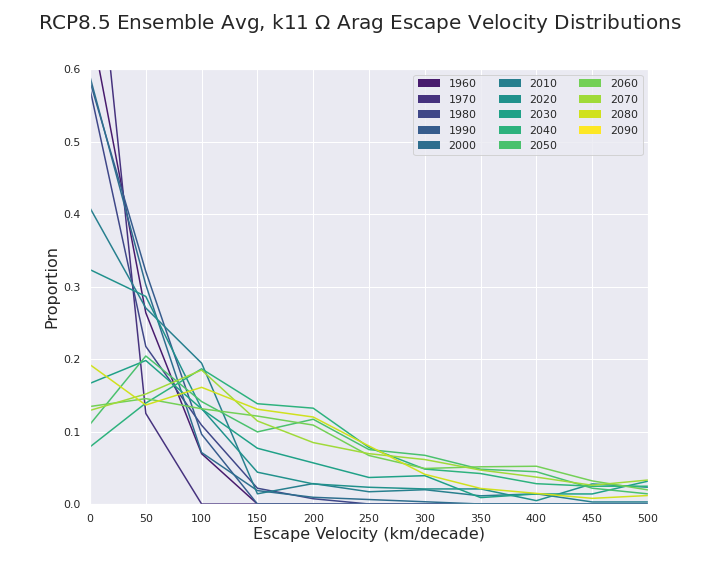 RCP8.5 Ensemble Avg, k11 Ω Arag Escape Velocity Distributions
0.6
0.5
0.4
0.3
0.2
0.1
0.0
Proportion
1960 2010 2060
1970 2020 2070
1980 2030 2080
1990 2040 2090
2000 2050
0 50 100 150 200 250 300 350 400 450 500
Escape Velocity (km/decade)